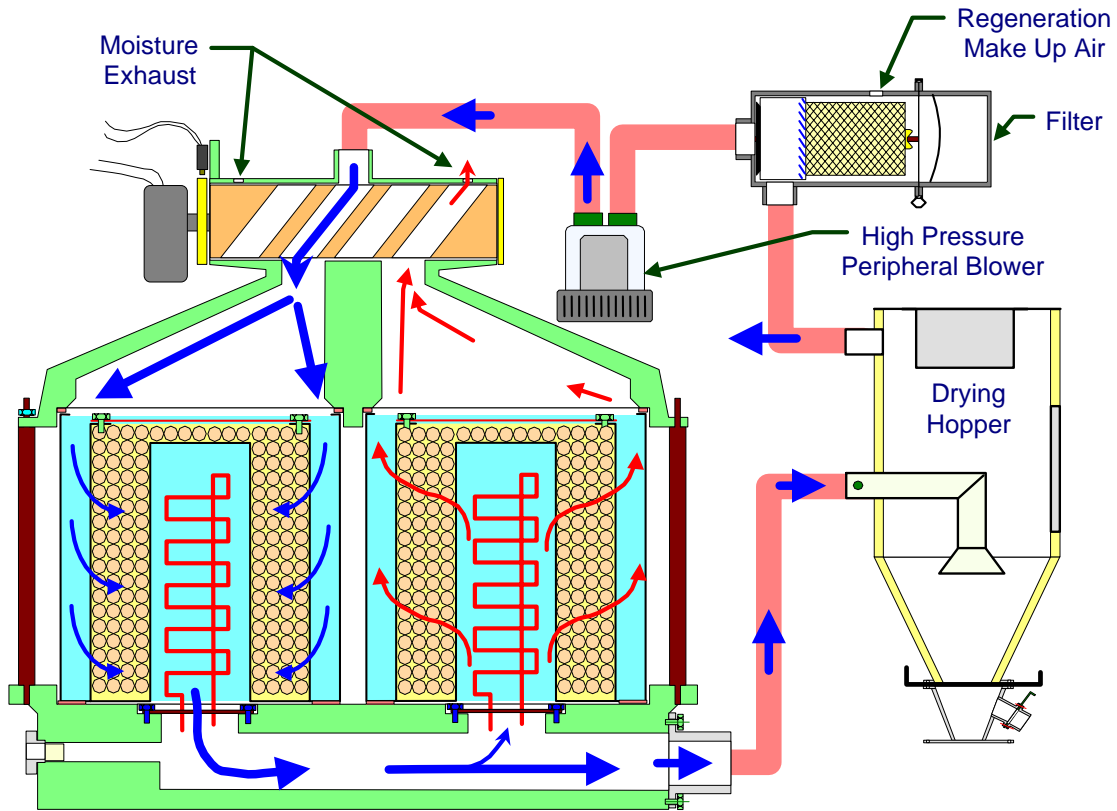 Moisture
Exhaust
Regeneration
Make Up Air
Filter
High Pressure
Peripheral Blower
Drying
Hopper